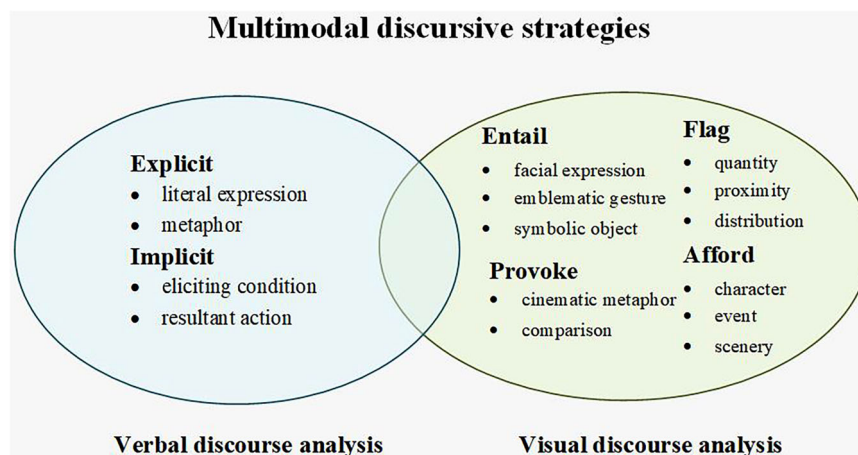 Multimodal discursive strategies
Explicit
• literal expression
• metaphor
Implicit
• eliciting condition
• resultant action
Entail
• facial expression
• emblematic gesture
• symbolic object
Provoke
• cinematic metaphor
• comparison
Flag
• quantity
• proximity
• distribution
Afford
• character
• event
• scenery
Verbal discourse analysis
Visual discourse analysis